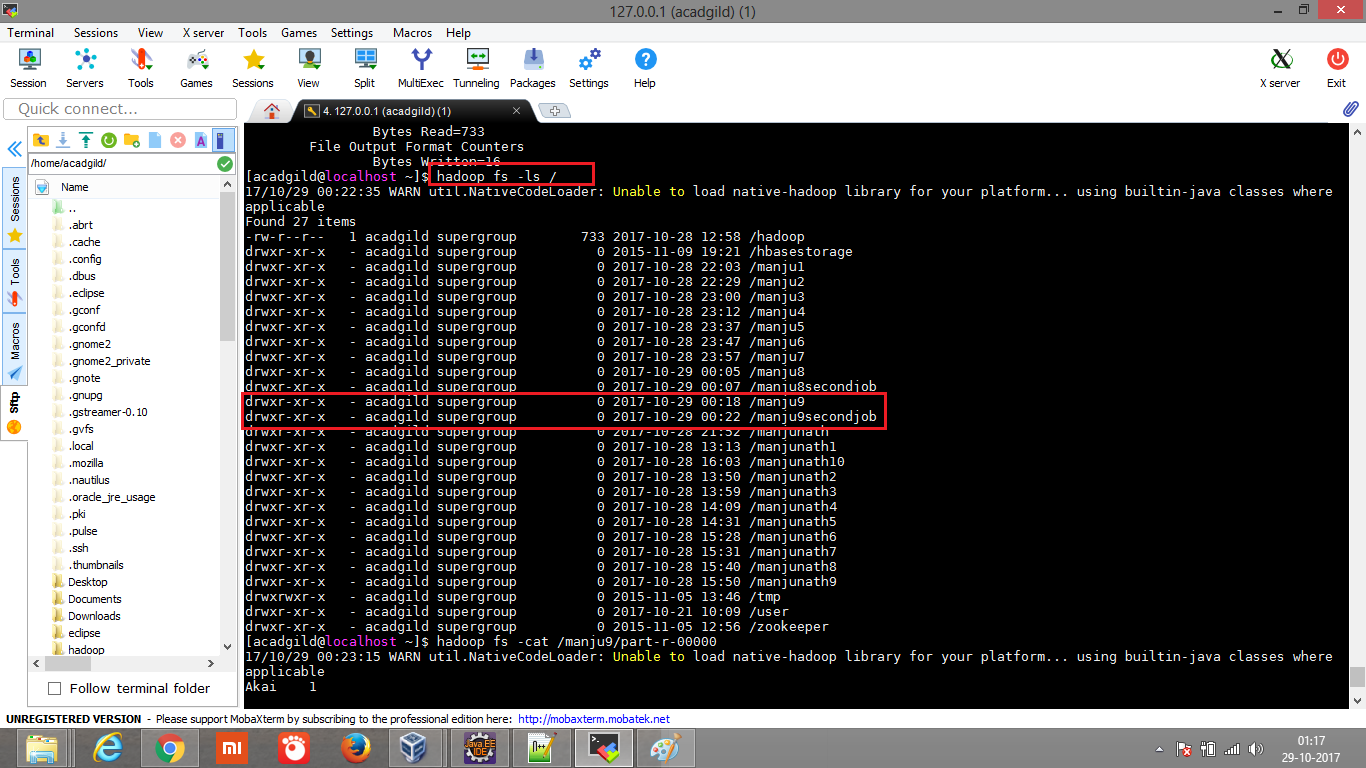 127.0.0.1 (acadgild) (1)
Terminal Sessions View X server Tools Games Settings Macros Help
Session Servers Tools Games Sessions View Split MultiExec Tunneling Packages Settings Help X server Exit
Quick connect...
4. 127.0.0.1 (acadgild) (1)
/home/acadgild/
Name
..
.abrt
.cache
.config
.dbus
.eclipse
.gconf
.gconfd
.gnome2
.gnome2_private
.gnote
.gnupg
.gstreamer-0.10
.gvfs
.local
.mozilla
.nautilus
.oracle_jre_usage
.pki
.pulse
.ssh
.thumbnails
Desktop
Documents
Downloads
eclipse
hadoop
Follow terminal folder
Sessions
Tools
Macros
Sftp
Bytes Read=733
File Output Format Counters
Bytes Written=16
[acadgild@localhost ~]$ hadoop fs -ls /
17/10/29 00:22:35 WARN util.NativeCodeLoader: Unable to load native-hadoop library for your platform... using builtin-java classes where
applicable
Found 27 items
-rw-r--r-- 1 acadgild supergroup 733 2017-10-28 12:58 /hadoop
drwxr-xr-x - acadgild supergroup 0 2015-11-09 19:21 /hbasestorage
drwxr-xr-x - acadgild supergroup 0 2017-10-28 22:03 /manju1
drwxr-xr-x - acadgild supergroup 0 2017-10-28 22:29 /manju2
drwxr-xr-x - acadgild supergroup 0 2017-10-28 23:00 /manju3
drwxr-xr-x - acadgild supergroup 0 2017-10-28 23:12 /manju4
drwxr-xr-x - acadgild supergroup 0 2017-10-28 23:37 /manju5
drwxr-xr-x - acadgild supergroup 0 2017-10-28 23:47 /manju6
drwxr-xr-x - acadgild supergroup 0 2017-10-28 23:57 /manju7
drwxr-xr-x - acadgild supergroup 0 2017-10-29 00:05 /manju8
drwxr-xr-x - acadgild supergroup 0 2017-10-29 00:07 /manju8secondjob
drwxr-xr-x - acadgild supergroup 0 2017-10-29 00:18 /manju9
drwxr-xr-x - acadgild supergroup 0 2017-10-29 00:22 /manju9secondjob
drwxr-xr-x - acadgild supergroup 0 2017-10-28 21:52 /manjunath
drwxr-xr-x - acadgild supergroup 0 2017-10-28 13:13 /manjunath1
drwxr-xr-x - acadgild supergroup 0 2017-10-28 16:03 /manjunath10
drwxr-xr-x - acadgild supergroup 0 2017-10-28 13:50 /manjunath2
drwxr-xr-x - acadgild supergroup 0 2017-10-28 13:59 /manjunath3
drwxr-xr-x - acadgild supergroup 0 2017-10-28 14:09 /manjunath4
drwxr-xr-x - acadgild supergroup 0 2017-10-28 14:31 /manjunath5
drwxr-xr-x - acadgild supergroup 0 2017-10-28 15:28 /manjunath6
drwxr-xr-x - acadgild supergroup 0 2017-10-28 15:31 /manjunath7
drwxr-xr-x - acadgild supergroup 0 2017-10-28 15:40 /manjunath8
drwxr-xr-x - acadgild supergroup 0 2017-10-28 15:50 /manjunath9
drwxrwxr-x - acadgild supergroup 0 2015-11-05 13:46 /tmp
drwxr-xr-x - acadgild supergroup 0 2017-10-21 10:09 /user
drwxr-xr-x - acadgild supergroup 0 2015-11-05 12:56 /zookeeper
[acadgild@localhost ~]$ hadoop fs -cat /manju9/part-r-00000
17/10/29 00:23:15 WARN util.NativeCodeLoader: Unable to load native-hadoop library for your platform... using builtin-java classes where
applicable
Akai 1
UNREGISTERED VERSION - Please support MobaXterm by subscribing to the professional edition here: http://mobaxterm.mobatek.net
mi
Java EE
IDE
01:17
29-10-2017